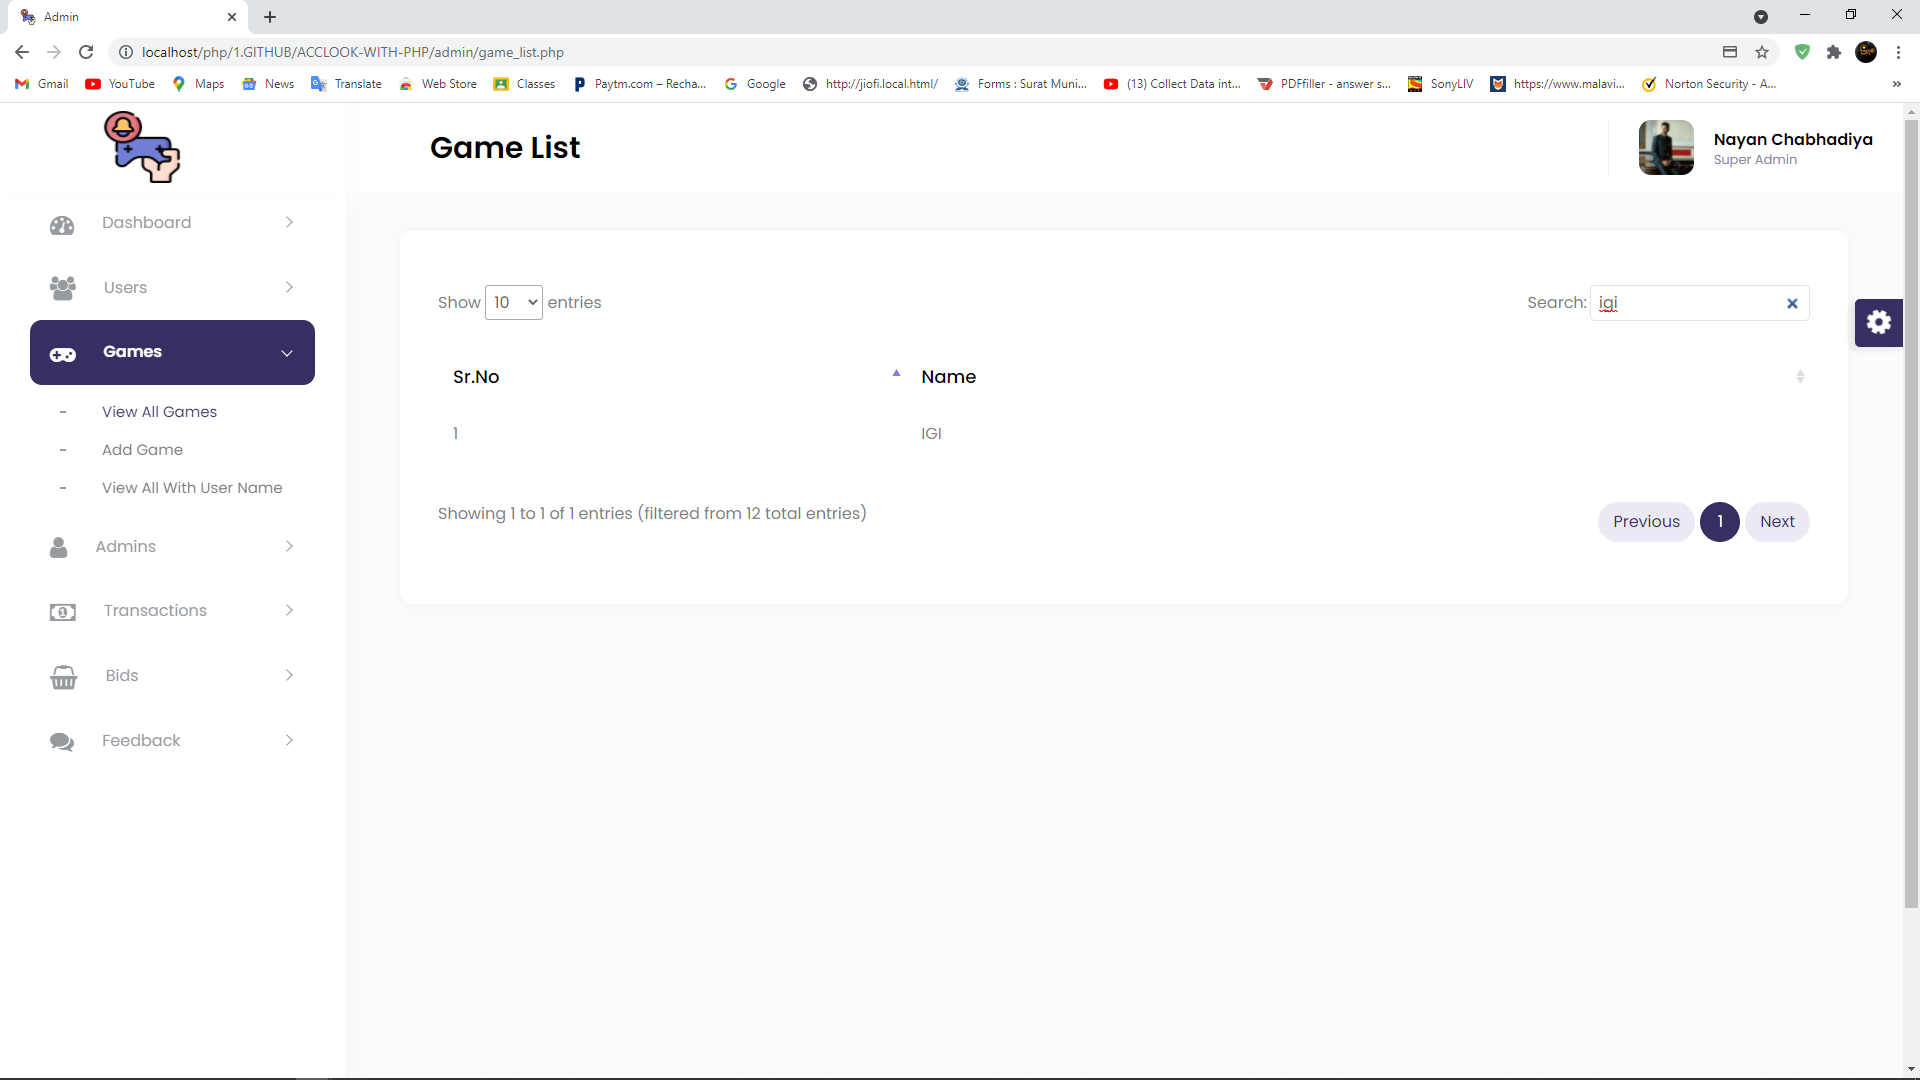 Admin
localhost/php/1.GITHUB/ACCLOOK-WITH-PHP/admin/game_list.php
Gmail YouTube Maps News Translate Web Store Classes Paytm.com – Recha... Google http://jiofi.local.html/ Forms : Surat Muni... (13) Collect Data int... PDFfiller - answer s... SonyLIV https://www.malavi... Norton Security - A... »
Game List
Nayan Chabhadiya
Super Admin
Dashboard
Users
Games
- View All Games
- Add Game
- View All With User Name
Admins
Transactions
Bids
Feedback
Show 10 entries
Search: igi
Sr.No Name
1 IGI
Showing 1 to 1 of 1 entries (filtered from 12 total entries)
Previous 1 Next